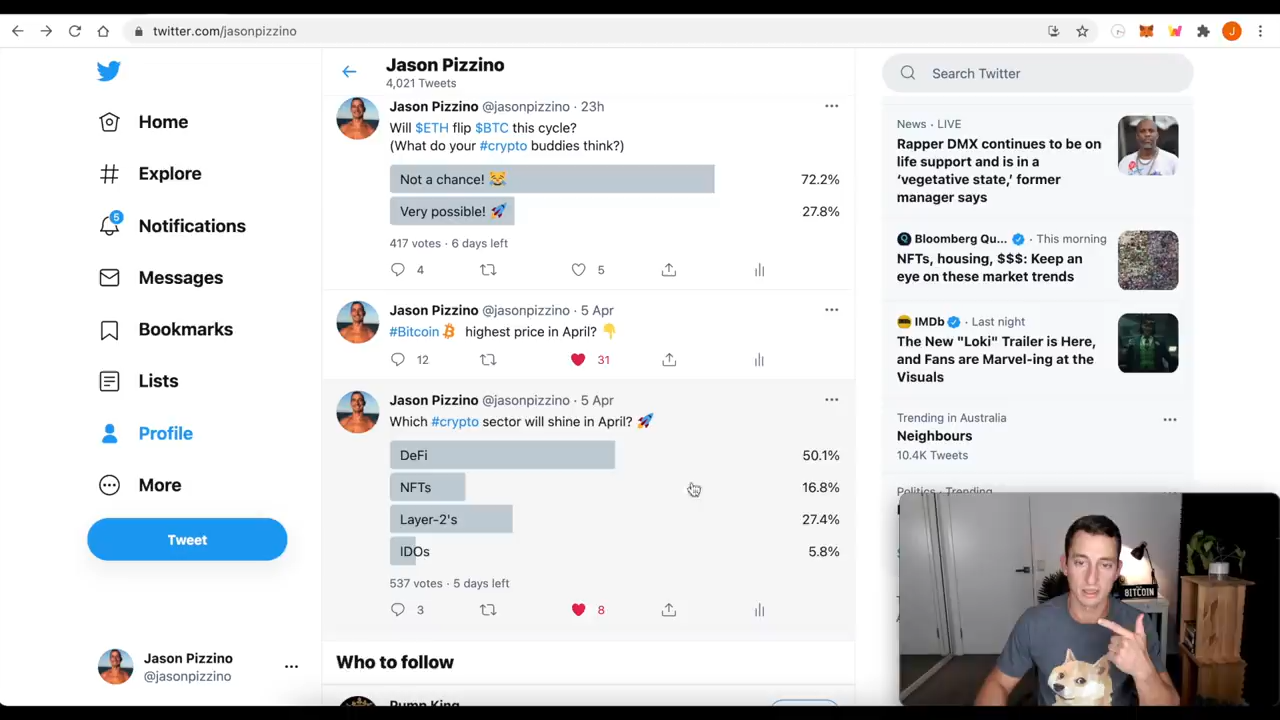 twitter.com/jasonpizzino
J
Home
Explore
5
Notifications
Messages
Bookmarks
Lists
Profile
More
Tweet
Jason Pizzino
@jasonpizzino
Jason Pizzino
4,021 Tweets
Jason Pizzino @jasonpizzino · 23h
Will $ETH flip $BTC this cycle?
(What do your #crypto buddies think?)
Not a chance! 😹 72.2%
Very possible! 🚀 27.8%
417 votes · 6 days left
4 5
Jason Pizzino @jasonpizzino · 5 Apr
#Bitcoin highest price in April? 👇
12 31
Jason Pizzino @jasonpizzino · 5 Apr
Which #crypto sector will shine in April? 🚀
DeFi 50.1%
NFTs 16.8%
Layer-2's 27.4%
IDOs 5.8%
537 votes · 5 days left
3 8
Who to follow
Pump King
Search Twitter
News · LIVE
Rapper DMX continues to be on
life support and is in a
‘vegetative state,’ former
manager says
Bloomberg Qu... · This morning
NFTs, housing, $$$: Keep an
eye on these market trends
IMDb · Last night
The New "Loki" Trailer is Here,
and Fans are Marvel-ing at the
Visuals
Trending in Australia
Neighbours
10.4K Tweets
Politics · Trending
BITCOIN